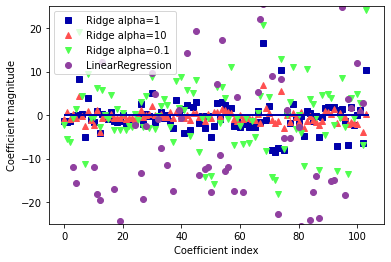 Ridge alpha=1
Ridge alpha=10
Ridge alpha=0.1
LinearRegression
Coefficient magnitude
20
10
0
−10
−20
0
20
40
60
80
100
Coefficient index